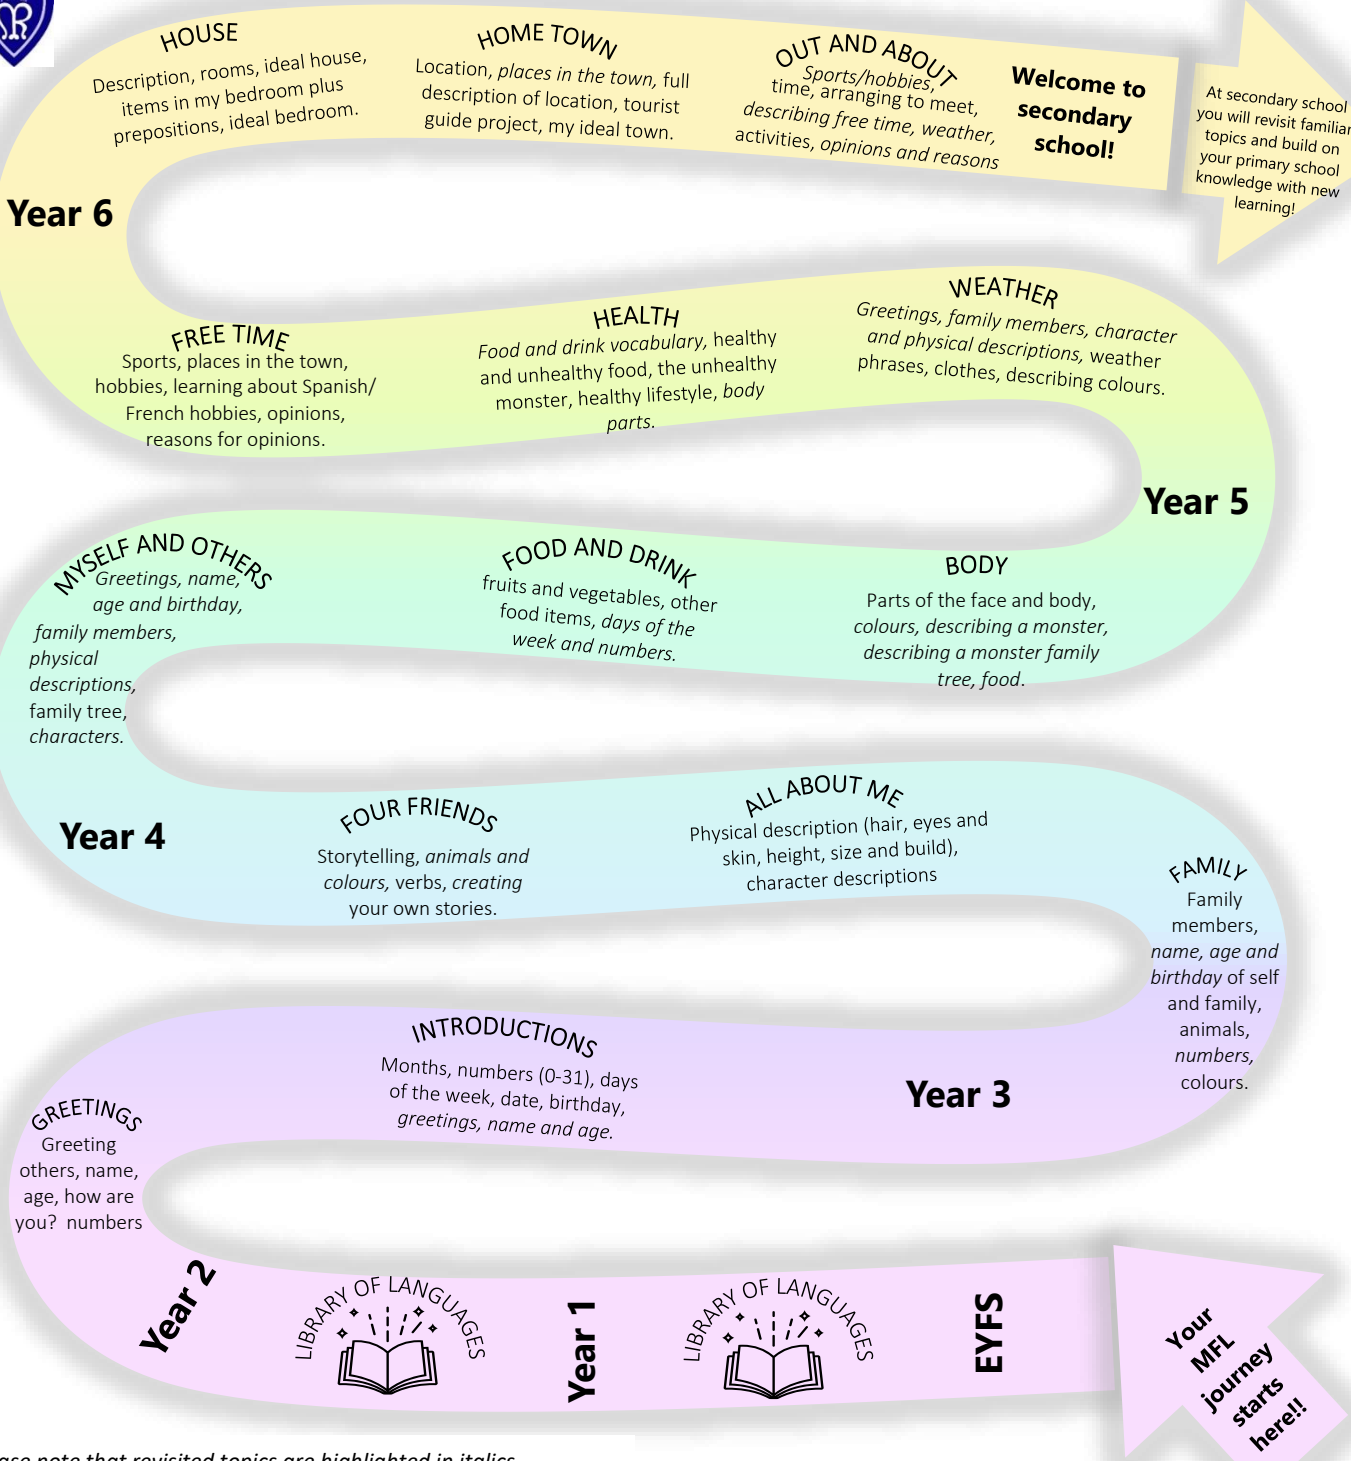 HOUSE
Description, rooms, ideal house,
items in my bedroom plus
prepositions, ideal bedroom.
HOME TOWN
Location, places in the town, full
description of location, tourist
guide project, my ideal town.
OUT AND ABOUT
Sports/hobbies,
time, arranging to meet,
describing free time, weather,
activities, opinions and reasons
Welcome to
secondary
school!
At secondary school
you will revisit familiar
topics and build on
your primary school
knowledge with new
learning!
Year 6
FREE TIME
Sports, places in the town,
hobbies, learning about Spanish/
French hobbies, opinions,
reasons for opinions.
HEALTH
Food and drink vocabulary, healthy
and unhealthy food, the unhealthy
monster, healthy lifestyle, body
parts.
WEATHER
Greetings, family members, character
and physical descriptions, weather
phrases, clothes, describing colours.
Year 5
MYSELF AND OTHERS
Greetings, name,
age and birthday,
family members,
physical
descriptions,
family tree,
characters.
FOOD AND DRINK
fruits and vegetables, other
food items, days of the
week and numbers.
BODY
Parts of the face and body,
colours, describing a monster,
describing a monster family
tree, food.
Year 4
FOUR FRIENDS
Storytelling, animals and
colours, verbs, creating
your own stories.
ALL ABOUT ME
Physical description (hair, eyes and
skin, height, size and build),
character descriptions
FAMILY
Family
members,
name, age and
birthday of self
and family,
animals,
numbers,
colours.
INTRODUCTIONS
Months, numbers (0-31), days
of the week, date, birthday,
greetings, name and age.
Year 3
GREETINGS
Greeting
others, name,
age, how are
you? numbers
Year 2
LIBRARY OF LANGUAGES
Year 1
LIBRARY OF LANGUAGES
EYFS
Your
MFL
journey
starts
here!!
note that revisited topics are highlighted in italics